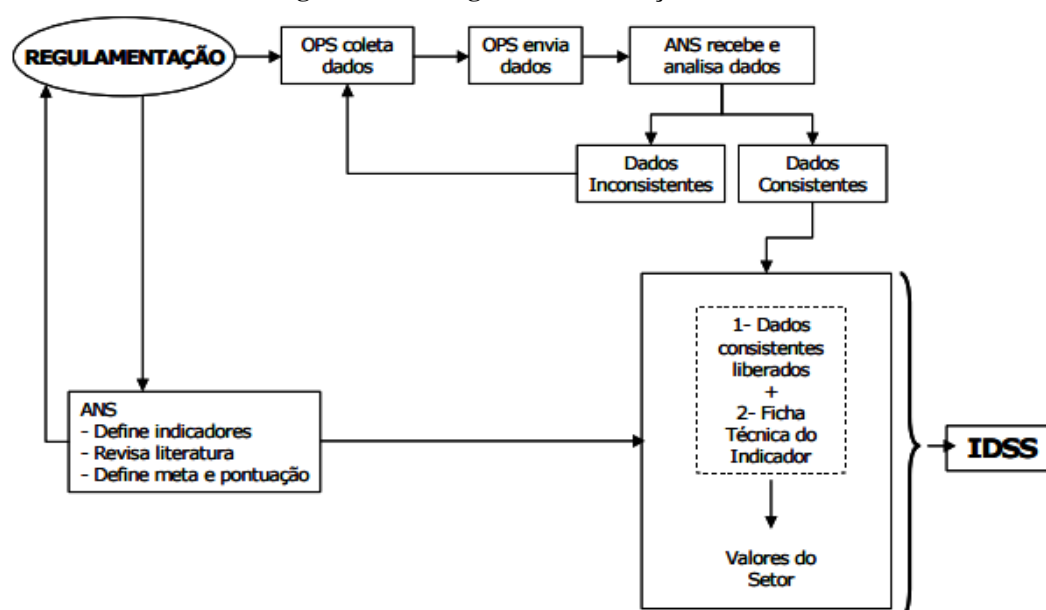 REGULAMENTAÇÃO
OPS coleta
dados
OPS envia
dados
ANS recebe e
analisa dados
Dados
Inconsistentes
Dados
Consistentes
1- Dados
consistentes
liberados
+
2- Ficha
Técnica do
Indicador
Valores do
Setor
ANS
- Define indicadores
- Revisa literatura
- Define meta e pontuação
IDSS